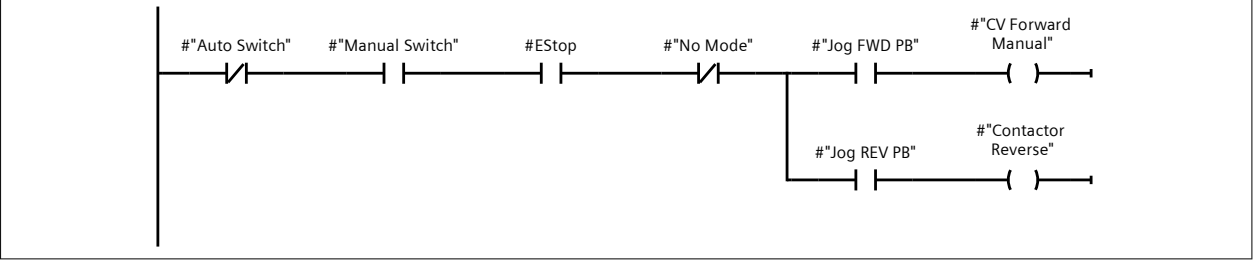 #"Auto Switch"
#"Manual Switch"
#EStop
#"No Mode"
#"Jog FWD PB"
#"CV Forward
Manual"
#"Jog REV PB"
#"Contactor
Reverse"